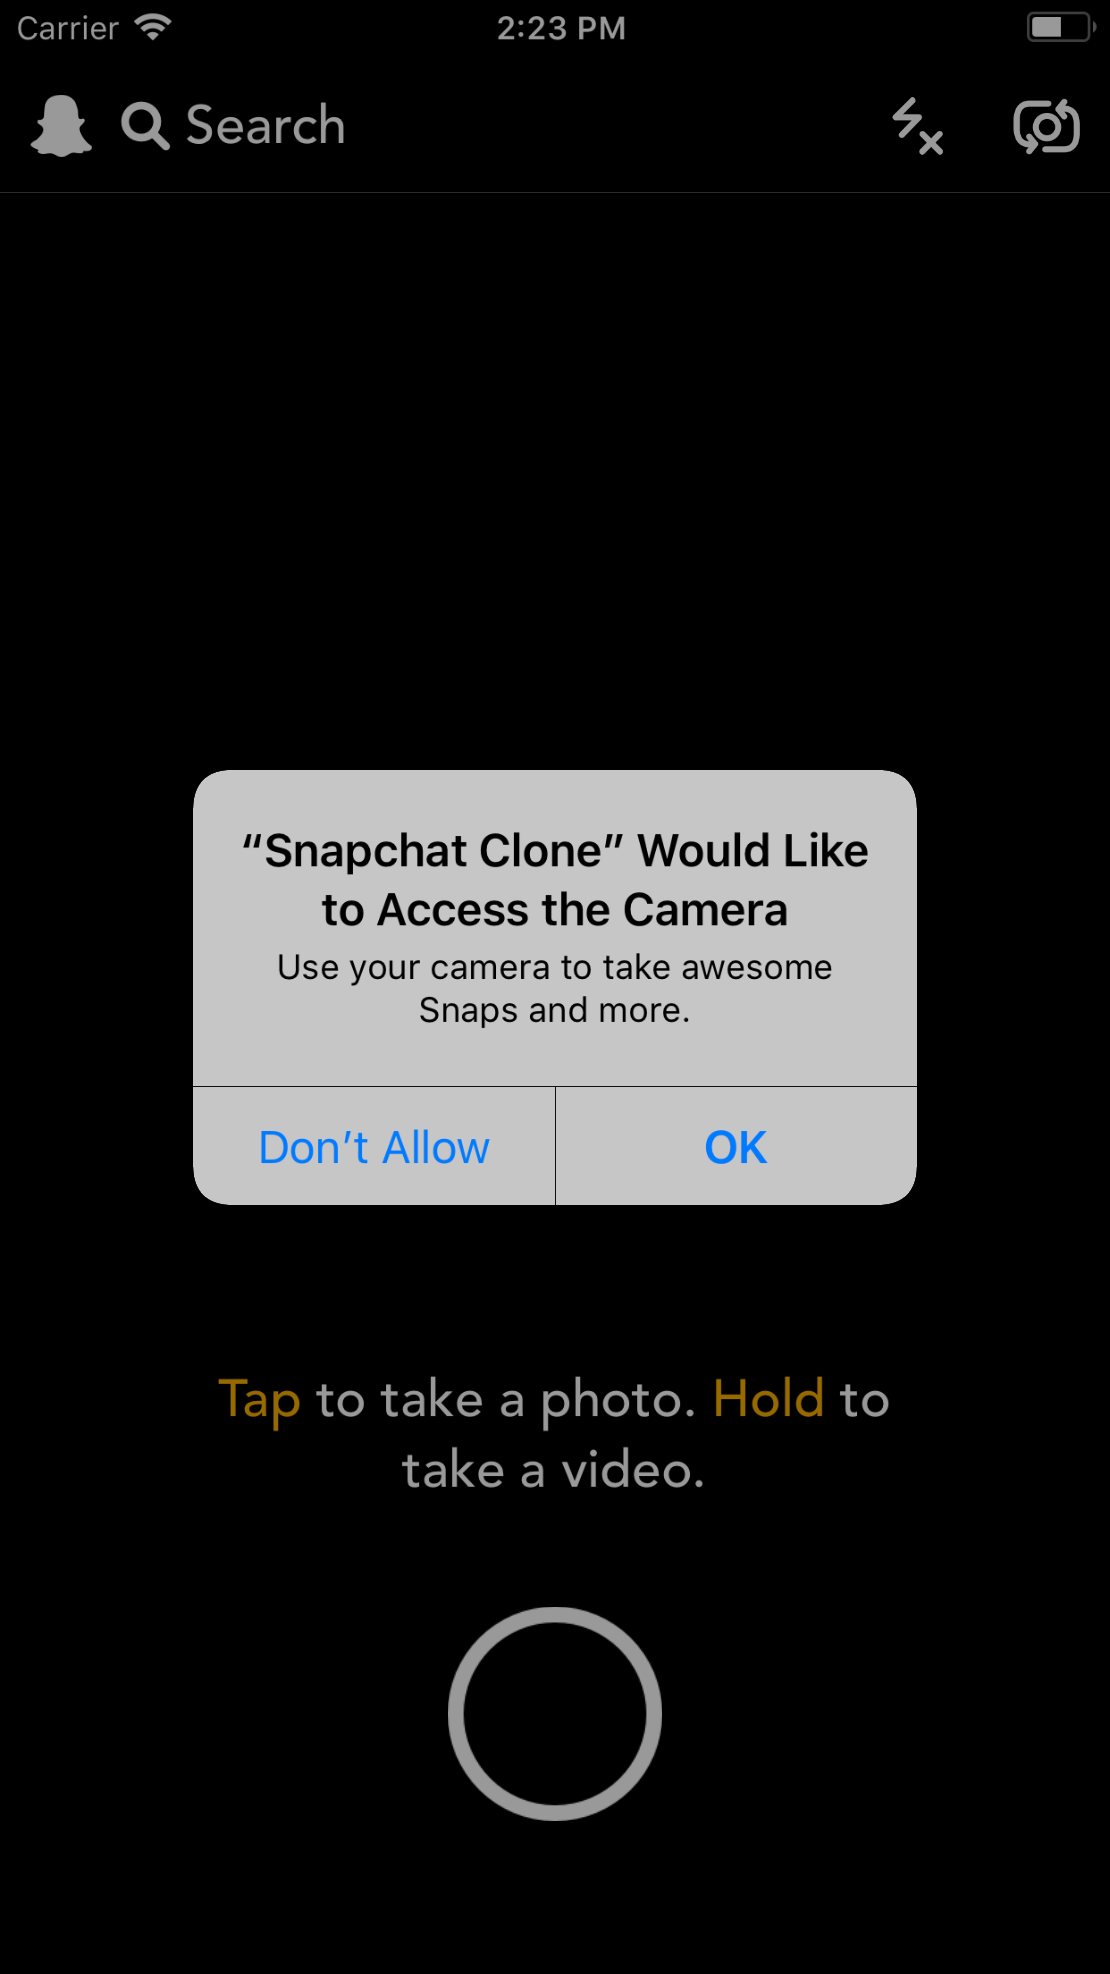 Carrier 2:23 PM
Search
“Snapchat Clone” Would Like
to Access the Camera
Use your camera to take awesome
Snaps and more.
Don’t Allow OK
Tap to take a photo. Hold to
take a video.